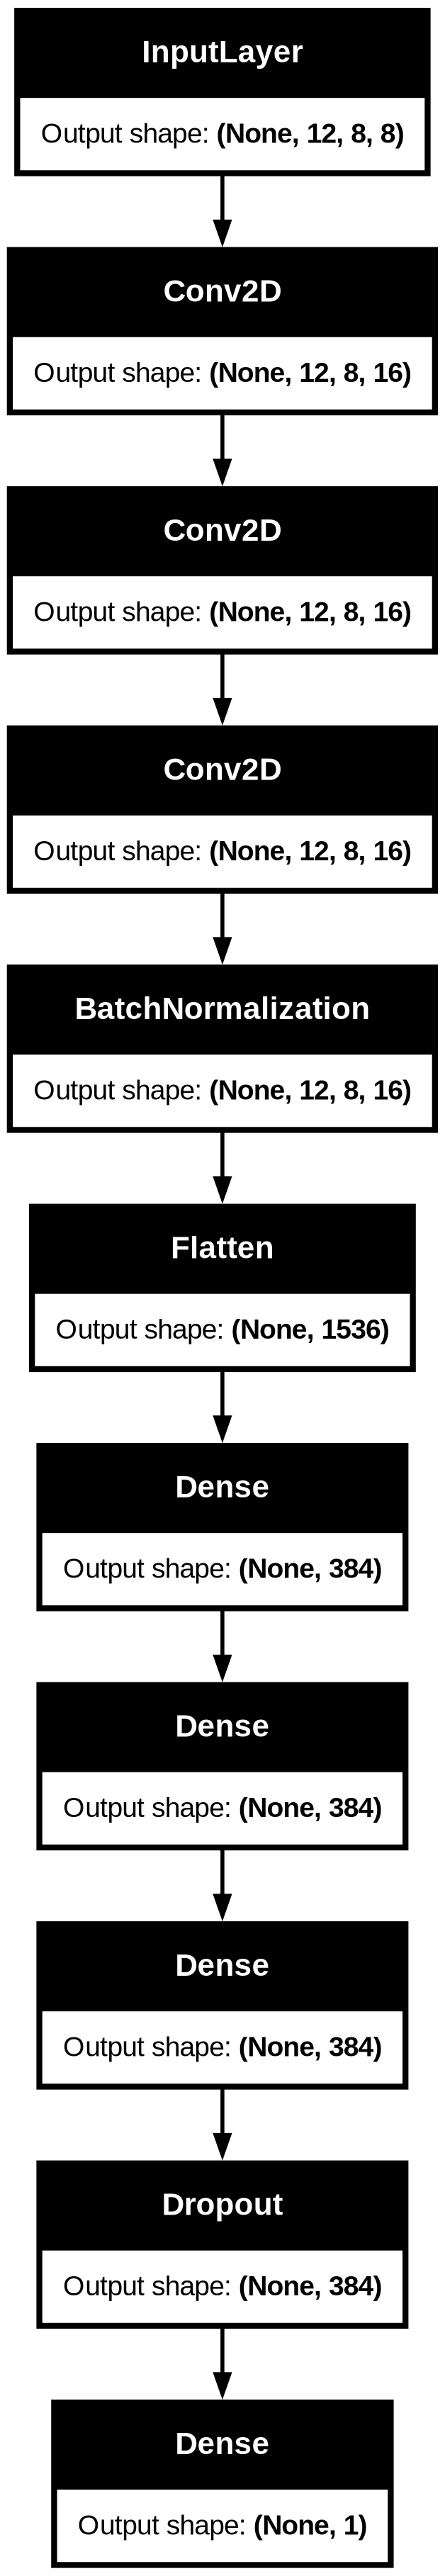 InputLayer
Output shape: (None, 12, 8, 8)
Conv2D
Output shape: (None, 12, 8, 16)
Conv2D
Output shape: (None, 12, 8, 16)
Conv2D
Output shape: (None, 12, 8, 16)
BatchNormalization
Output shape: (None, 12, 8, 16)
Flatten
Output shape: (None, 1536)
Dense
Output shape: (None, 384)
Dense
Output shape: (None, 384)
Dense
Output shape: (None, 384)
Dropout
Output shape: (None, 384)
Dense
Output shape: (None, 1)